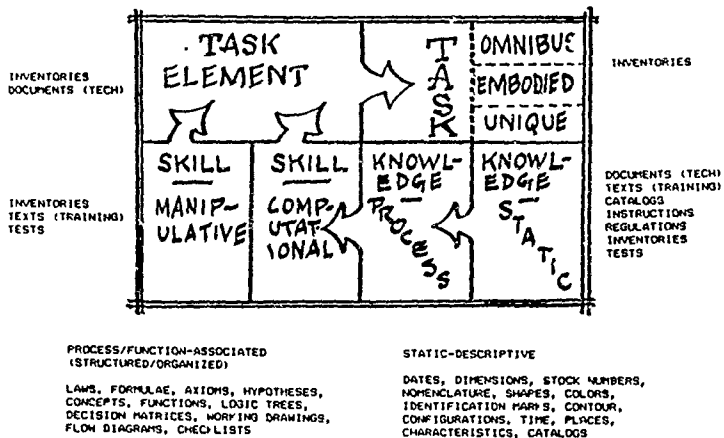 INVENTORIES
DOCUMENTS (TECH)
TASK
ELEMENT
TASK
OMNIBUS
EMBODIED
UNIQUE
INVENTORIES
INVENTORIES
TEXTS (TRAINING)
TESTS
SKILL
MANIP-
ULATIVE
SKILL
COMP-
UTAT-
IONAL
KNOWL-
EDGE
PROCESS
KNOWL-
EDGE
STATIC
DOCUMENTS (TECH)
TEXTS (TRAINING)
CATALOGS
INSTRUCTIONS
REGULATIONS
INVENTORIES
TESTS
PROCESS/FUNCTION-ASSOCIATED
(STRUCTURED/ORGANIZED)
LAWS, FORMULAE, AXIOMS, HYPOTHESES,
CONCEPTS, FUNCTIONS, LOGIC TREES,
DECISION MATRICES, WORKING DRAWINGS,
FLOW DIAGRAMS, CHECKLISTS
STATIC-DESCRIPTIVE
DATES, DIMENSIONS, STOCK NUMBERS,
NOMENCLATURE, SHAPES, COLORS,
IDENTIFICATION MARKS, CONTOUR,
CONFIGURATIONS, TIME, PLACES,
CHARACTERISTICS, CATALOGS